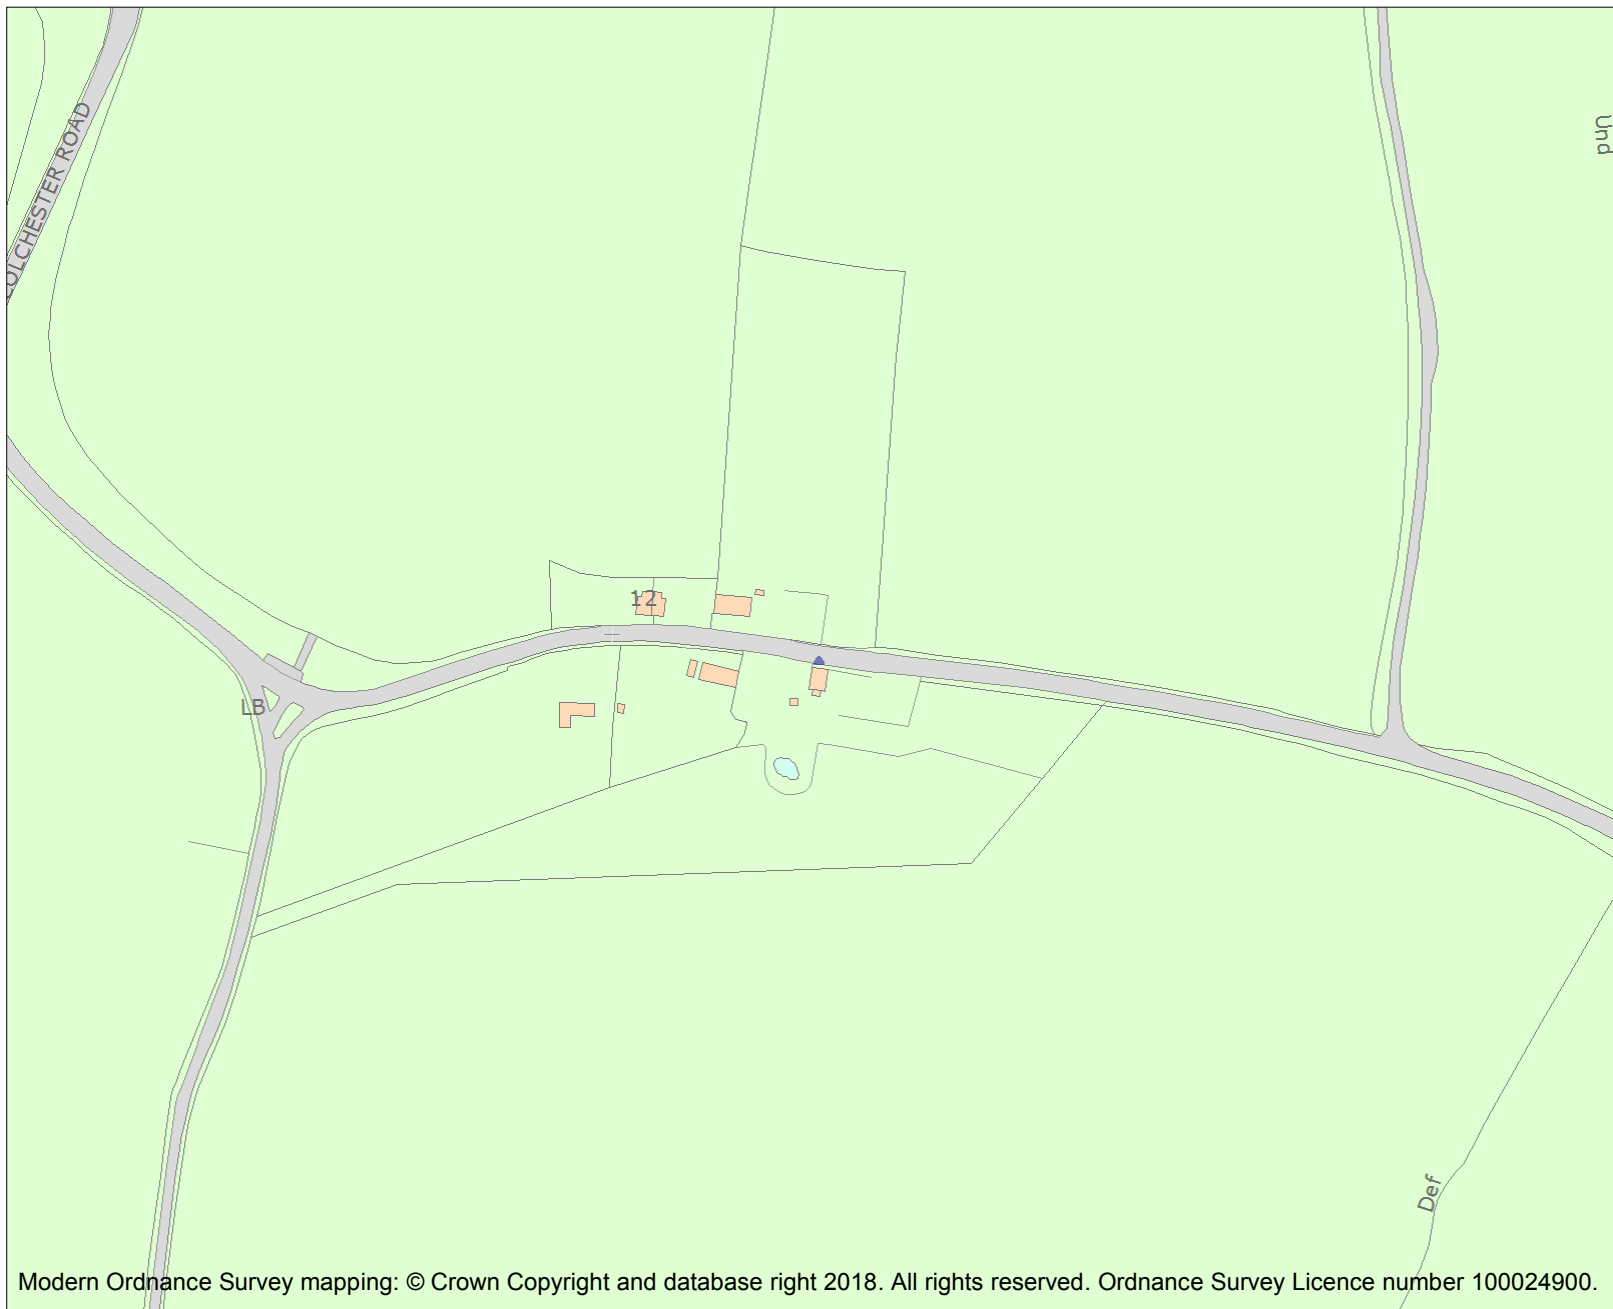 COLCHESTER ROAD
Und
12
LB
Def
Modern Ordnance Survey mapping: © Crown Copyright and database right 2018. All rights reserved. Ordnance Survey Licence number 100024900.